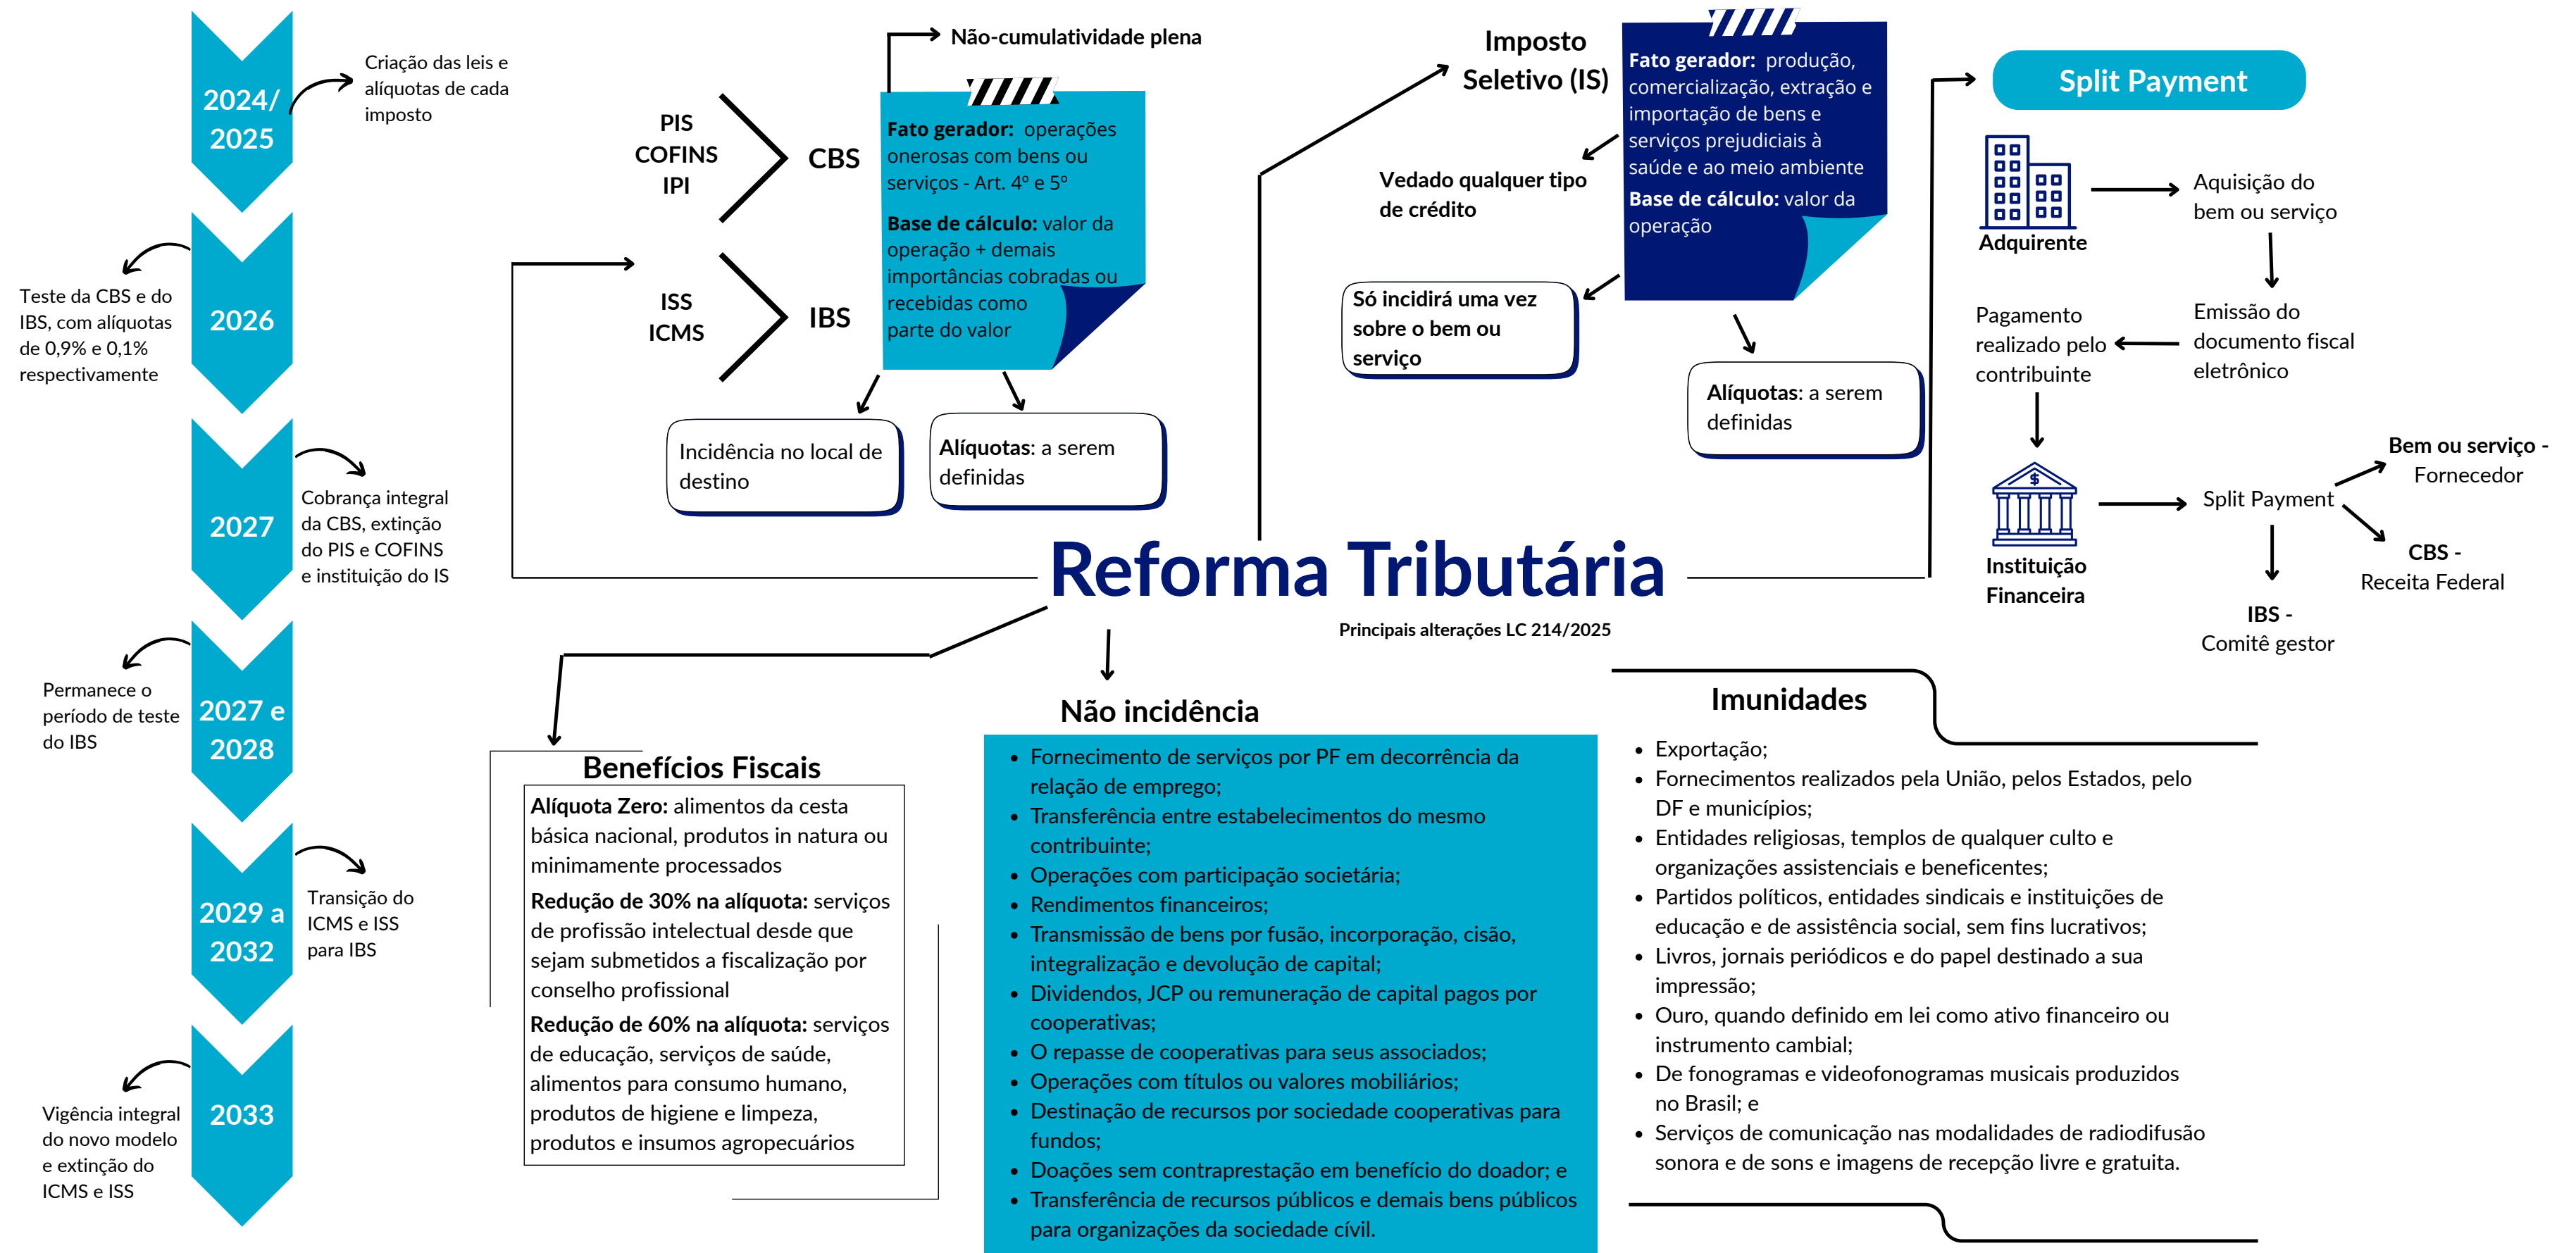 2024/
2025
Criação das leis e
alíquotas de cada
imposto
2026
Teste da CBS e do
IBS, com alíquotas
de 0,9% e 0,1%
respectivamente
2027
Cobrança integral
da CBS, extinção
do PIS e COFINS
e instituição do IS
2027 e
2028
Permanece o
período de teste
do IBS
2029 a
2032
Transição do
ICMS e ISS
para IBS
2033
Vigência integral
do novo modelo
e extinção do
ICMS e ISS
Não-cumulatividade plena
PIS
COFINS
IPI
CBS
ISS
ICMS
IBS
Fato gerador: operações
onerosas com bens ou
serviços - Art. 4º e 5º
Base de cálculo: valor da
operação + demais
importâncias cobradas ou
recebidas como
parte do valor
Incidência no local de
destino
Alíquotas: a serem
definidas
Imposto
Seletivo (IS)
Fato gerador: produção,
comercialização, extração e
importação de bens e
serviços prejudiciais à
saúde e ao meio ambiente
Base de cálculo: valor da
operação
Vedado qualquer tipo
de crédito
Só incidirá uma vez
sobre o bem ou
serviço
Alíquotas: a serem
definidas
Split Payment
Adquirente
Aquisição do
bem ou serviço
Emissão do
documento fiscal
eletrônico
Pagamento
realizado pelo
contribuinte
$
Instituição
Financeira
Split Payment
Bem ou serviço -
Fornecedor
CBS -
Receita Federal
IBS -
Comitê gestor
Reforma Tributária
Principais alterações LC 214/2025
Benefícios Fiscais
Alíquota Zero: alimentos da cesta
básica nacional, produtos in natura ou
minimamente processados
Redução de 30% na alíquota: serviços
de profissão intelectual desde que
sejam submetidos a fiscalização por
conselho profissional
Redução de 60% na alíquota: serviços
de educação, serviços de saúde,
alimentos para consumo humano,
produtos de higiene e limpeza,
produtos e insumos agropecuários
Não incidência
• Fornecimento de serviços por PF em decorrência da
relação de emprego;
• Transferência entre estabelecimentos do mesmo
contribuinte;
• Operações com participação societária;
• Rendimentos financeiros;
• Transmissão de bens por fusão, incorporação, cisão,
integralização e devolução de capital;
• Dividendos, JCP ou remuneração de capital pagos por
cooperativas;
• O repasse de cooperativas para seus associados;
• Operações com títulos ou valores mobiliários;
• Destinação de recursos por sociedade cooperativas para
fundos;
• Doações sem contraprestação em benefício do doador; e
• Transferência de recursos públicos e demais bens públicos
para organizações da sociedade cívil.
Imunidades
• Exportação;
• Fornecimentos realizados pela União, pelos Estados, pelo
DF e municípios;
• Entidades religiosas, templos de qualquer culto e
organizações assistenciais e beneficentes;
• Partidos políticos, entidades sindicais e instituições de
educação e de assistência social, sem fins lucrativos;
• Livros, jornais periódicos e do papel destinado a sua
impressão;
• Ouro, quando definido em lei como ativo financeiro ou
instrumento cambial;
• De fonogramas e videofonogramas musicais produzidos
no Brasil; e
• Serviços de comunicação nas modalidades de radiodifusão
sonora e de sons e imagens de recepção livre e gratuita.